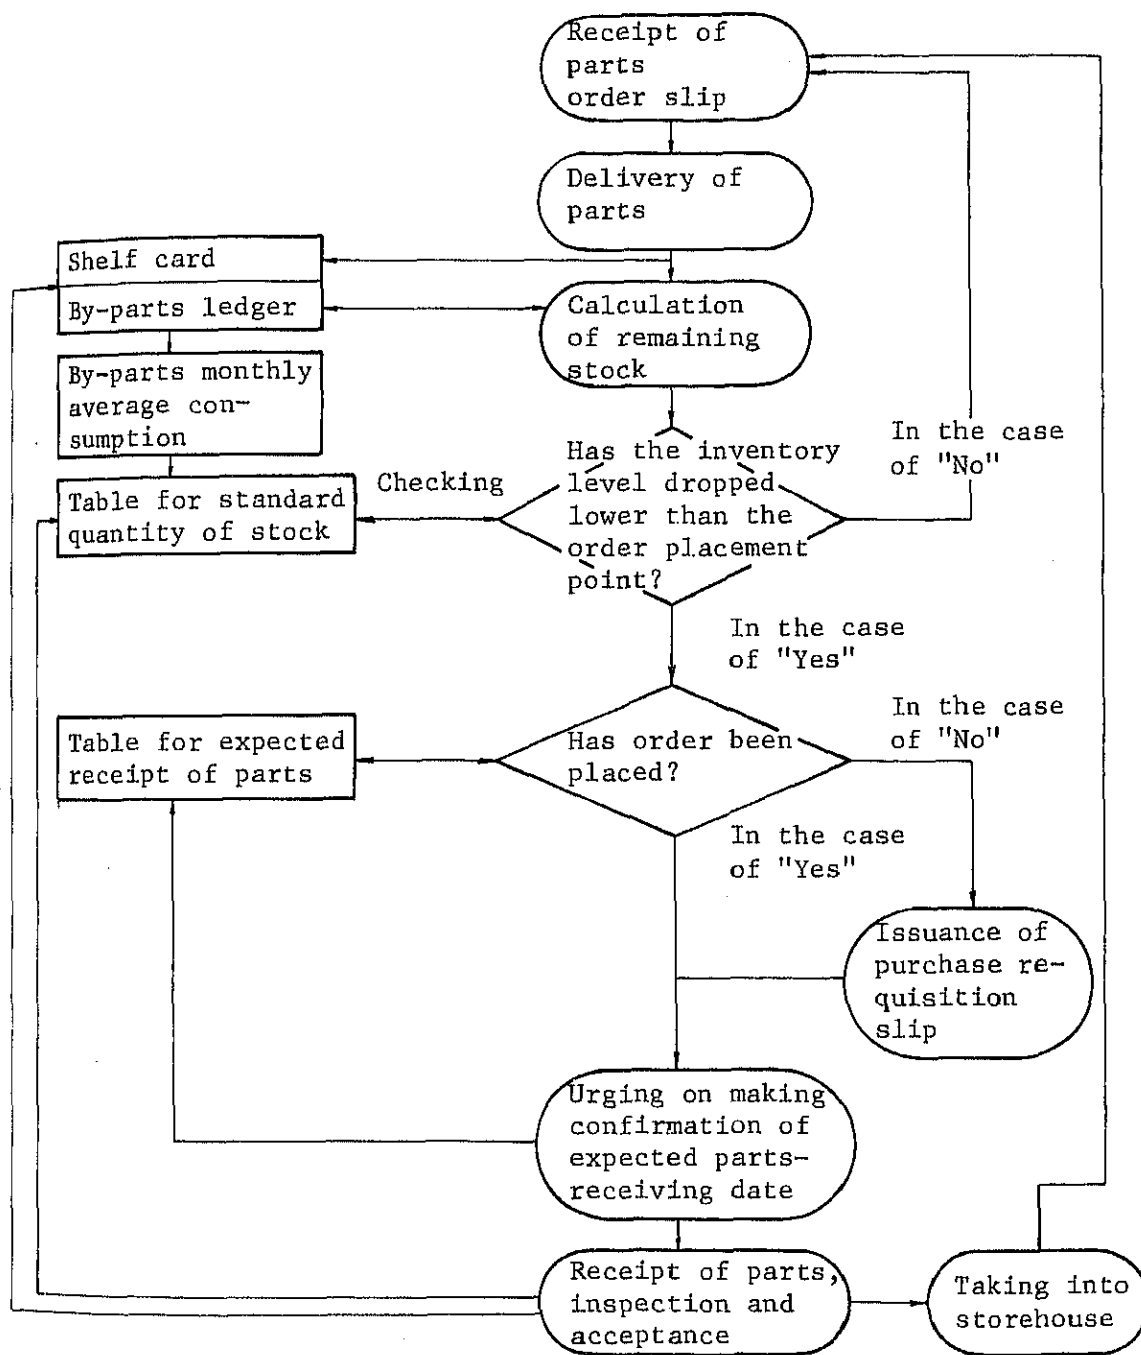 Receipt of
parts
order slip
Delivery of
parts
Shelf card
By-parts ledger
Calculation
of remaining
stock
By-parts monthly
average con-
sumption
Has the inventory
level dropped
lower than the
order placement
point?
In the case
of "No"
Checking
Table for standard
quantity of stock
In the case
of "Yes"
Table for expected
receipt of parts
Has order been
placed?
In the case
of "No"
In the case
of "Yes"
Issuance of
purchase re-
quisition
slip
Urging on making
confirmation of
expected parts-
receiving date
Receipt of parts,
inspection and
acceptance
Taking into
storehouse